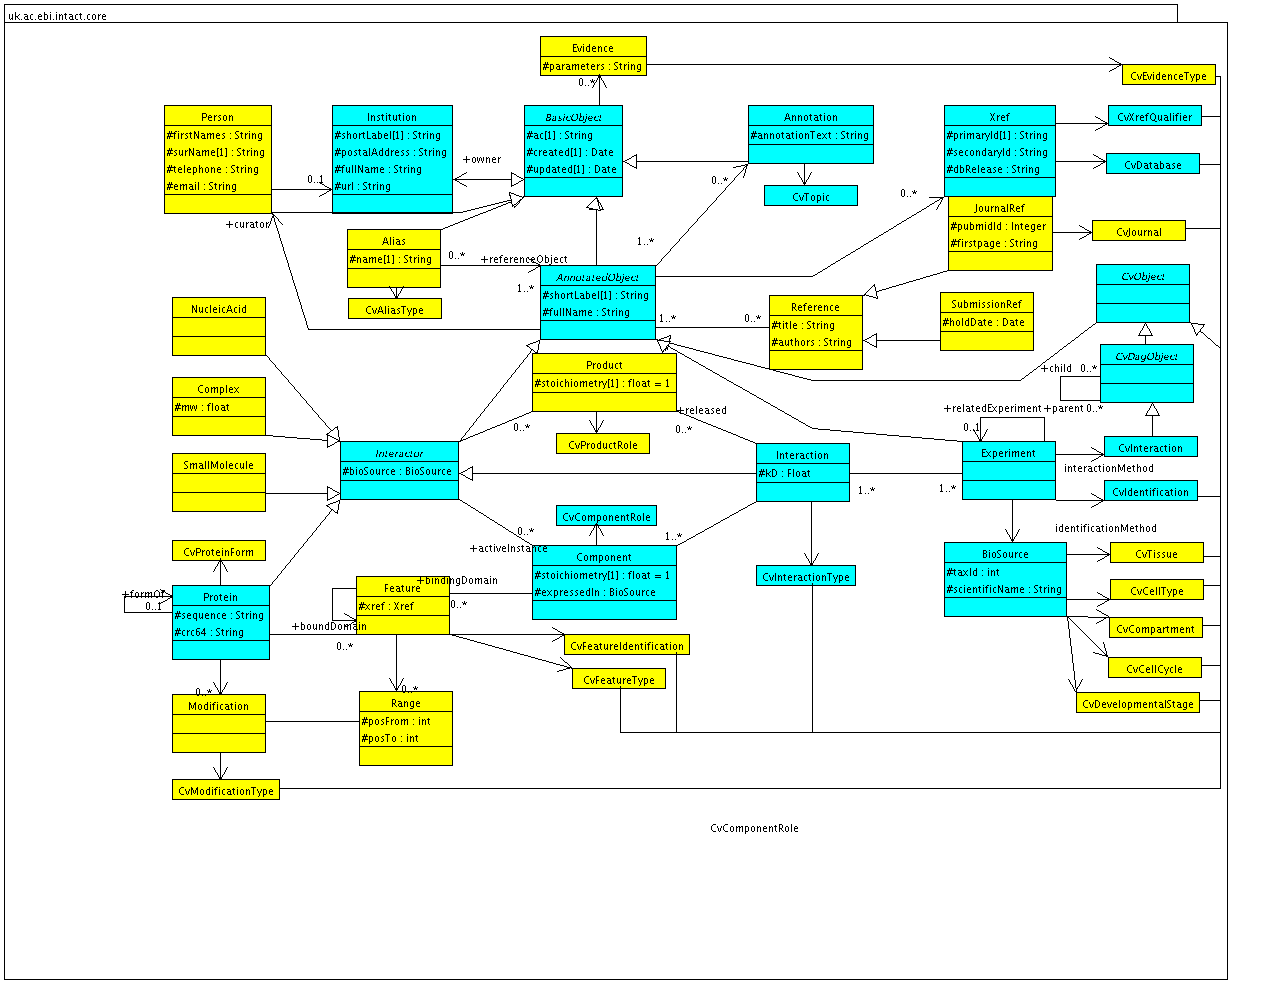 uk.ac.ebi.intact.core
Evidence
#parameters : String
0..*
CvEvidenceType
Person
#firstNames : String
#surName[1] : String
#telephone : String
#email : String
0..1
+curator
Institution
#shortLabel[1] : String
#postalAddress : String
#fullName : String
#url : String
+owner
BasicObject
#ac[1] : String
#created[1] : Date
#updated[1] : Date
Annotation
#annotationText : String
0..*
CvTopic
Xref
#primaryId[1] : String
#secondaryId : String
#dbRelease : String
0..*
CvXrefQualifier
CvDatabase
JournalRef
#pubmidId : Integer
#firstpage : String
CvJournal
Alias
#name[1] : String
0..*
+referenceObject
1..*
1..*
CvAliasType
AnnotatedObject
#shortLabel[1] : String
#fullName : String
1..*
0..*
Reference
#title : String
#authors : String
SubmissionRef
#holdDate : Date
CvObject
CvDagObject
+child 0..*
+parent 0..*
NucleicAcid
Complex
#mw : float
SmallMolecule
Product
#stoichiometry[1] : float = 1
+released
0..*
0..*
CvProductRole
Interactor
#bioSource : BioSource
Interaction
#kD : Float
1..*
1..*
+relatedExperiment
0..1
Experiment
CvInteraction
interactionMethod
CvIdentification
identificationMethod
CvComponentRole
0..*
+activeInstance
1..*
Component
#stoichiometry[1] : float = 1
#expressedIn : BioSource
CvInteractionType
BioSource
#taxId : int
#scientificName : String
CvTissue
CvCellType
CvCompartment
CvCellCycle
CvDevelopmentalStage
CvProteinForm
+formOf
0..1
Protein
#sequence : String
#crc64 : String
Feature
#xref : Xref
+bindingDomain
0..*
+boundDomain
0..*
CvFeatureIdentification
CvFeatureType
0..*
Modification
0..*
Range
#posFrom : int
#posTo : int
CvModificationType
CvComponentRole